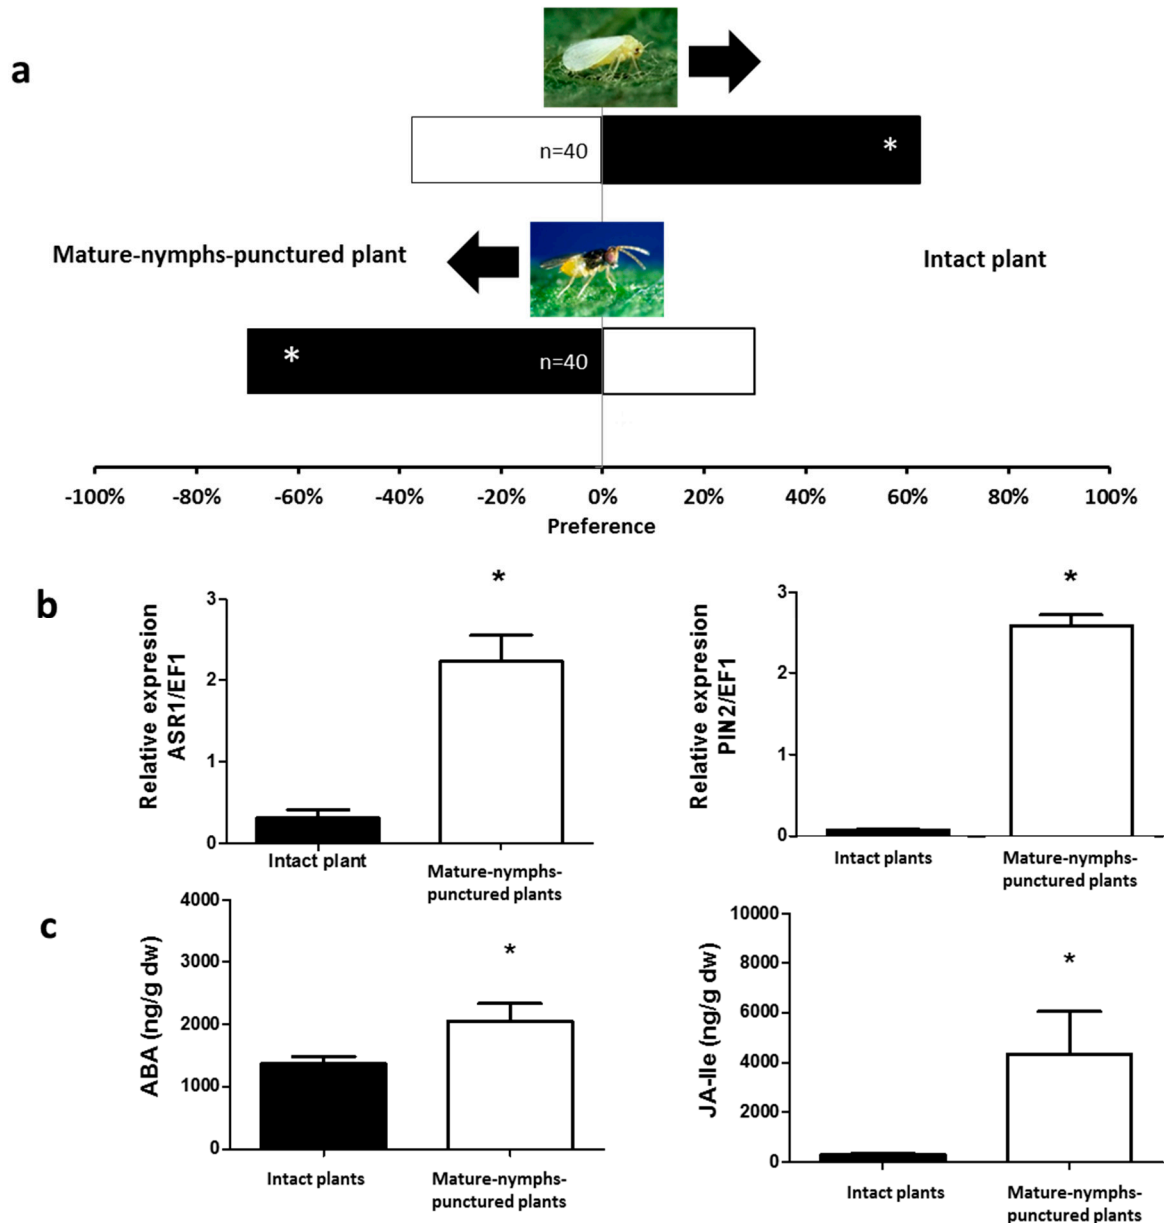 a
n=40
*
Mature-nymphs-punctured plant
Intact plant
*
n=40
-100%
-80%
-60%
-40%
-20%
0%
20%
40%
60%
80%
100%
Preference
b
Relative expresion
ASR1/EF1
3
2
1
0
*
Intact plant
Mature-nymphs-
punctured plants
Relative expresion
PIN2/EF1
3
2
1
0
*
Intact plants
Mature-nymphs-
punctured plants
c
ABA (ng/g dw)
4000
3000
2000
1000
0
*
Intact plants
Mature-nymphs-
punctured plants
JA-Ile (ng/g dw)
10000
8000
6000
4000
2000
0
*
Intact plants
Mature-nymphs-
punctured plants